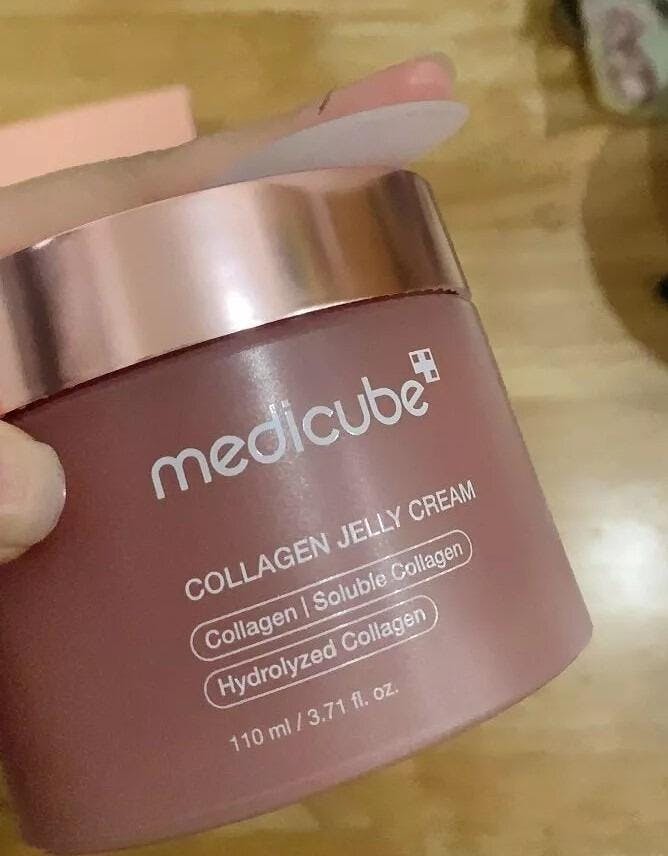 medicube
COLLAGEN JELLY CREAM
Collagen | Soluble Collagen
Hydrolyzed Collagen
110 ml / 3.71 fl. oz.